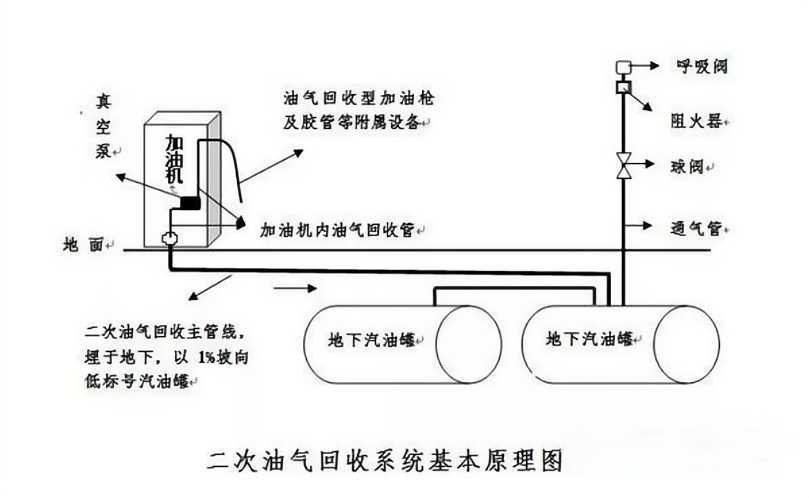 真
空
泵
加油机
油气回收型加油枪
及胶管等附属设备
呼吸阀
阻火器
球阀
通气管
加油机内油气回收管
地 面
二次油气回收主管线，
埋于地下，以 1%坡向
低标号汽油罐
地下汽油罐
地下汽油罐
二次油气回收系统基本原理图